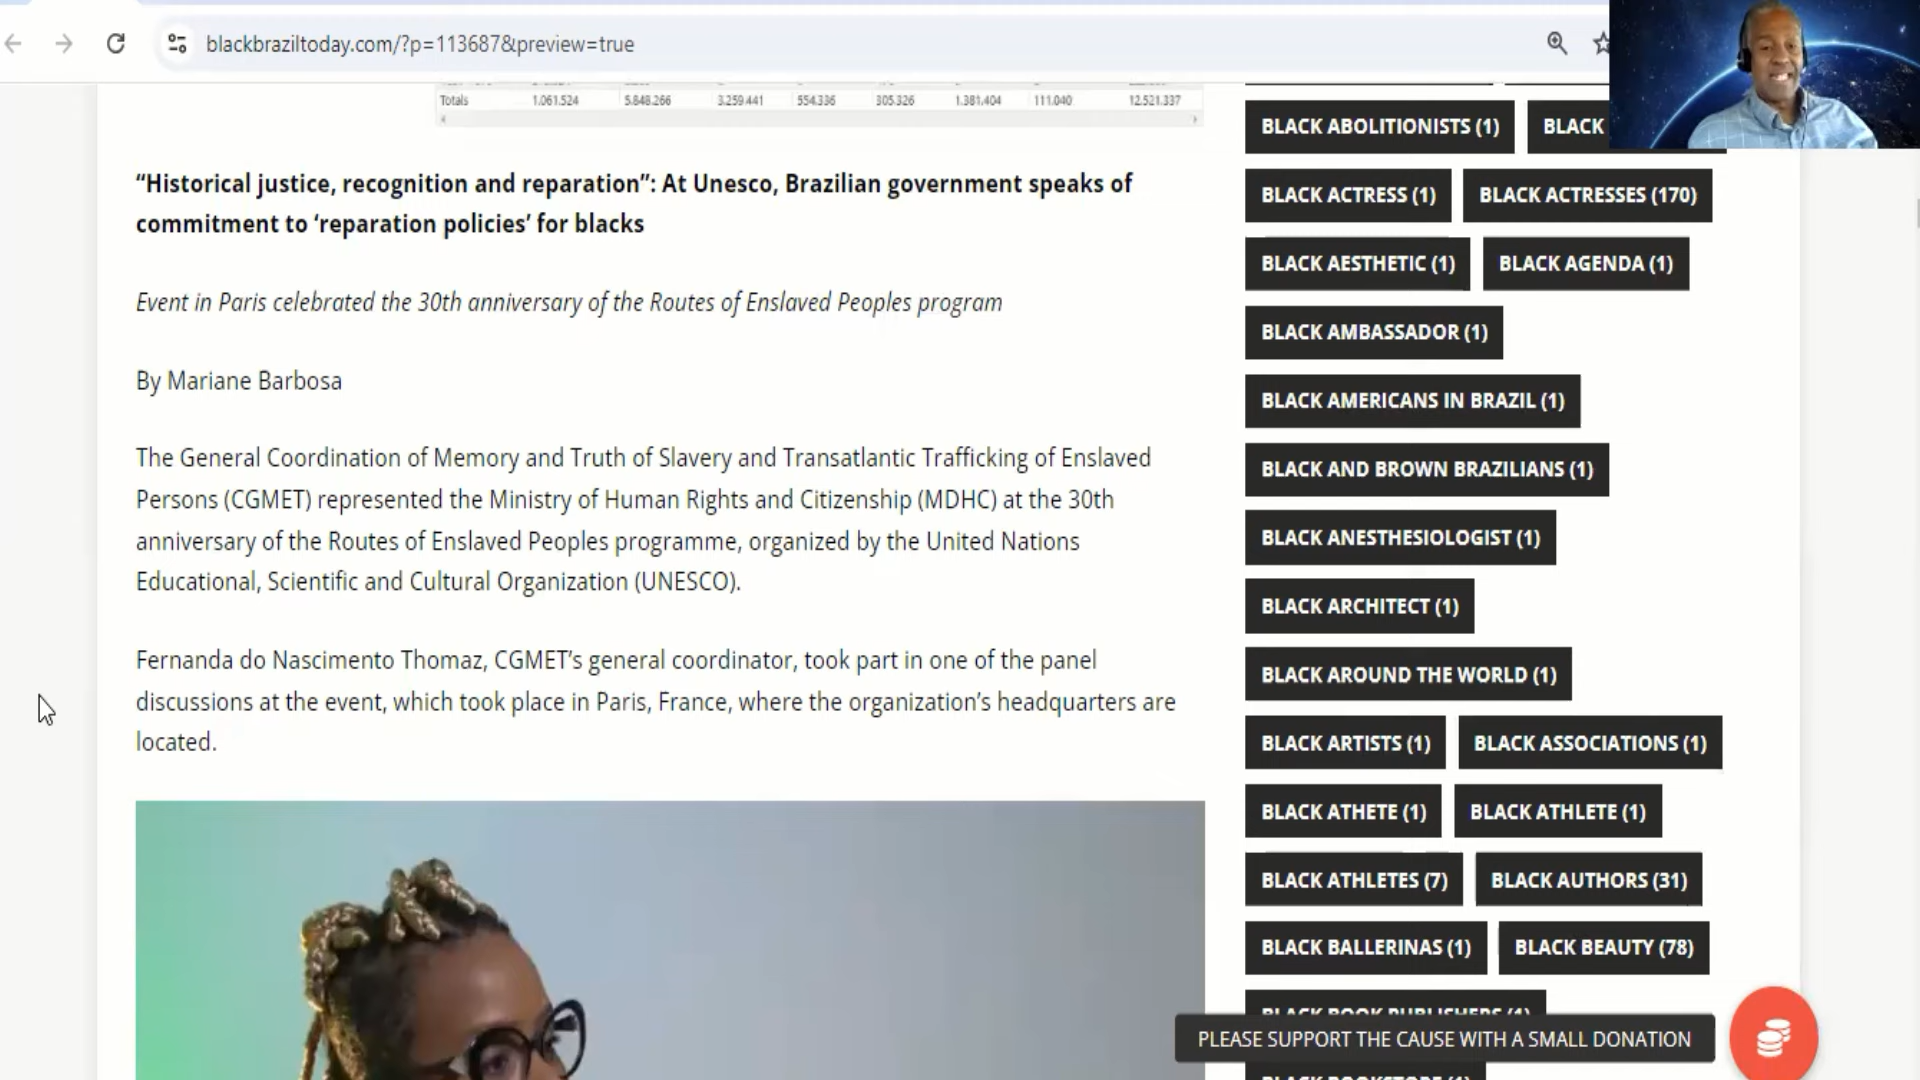 blackbraziltoday.com/?p=113687&preview=true
Totals 1.061.524 5.848.266 3.259.441 554.336 305.326 1.381.404 111.040 12.521.337
“Historical justice, recognition and reparation”: At Unesco, Brazilian government speaks of
commitment to ‘reparation policies’ for blacks
Event in Paris celebrated the 30th anniversary of the Routes of Enslaved Peoples program
By Mariane Barbosa
The General Coordination of Memory and Truth of Slavery and Transatlantic Trafficking of Enslaved
Persons (CGMET) represented the Ministry of Human Rights and Citizenship (MDHC) at the 30th
anniversary of the Routes of Enslaved Peoples programme, organized by the United Nations
Educational, Scientific and Cultural Organization (UNESCO).
Fernanda do Nascimento Thomaz, CGMET’s general coordinator, took part in one of the panel
discussions at the event, which took place in Paris, France, where the organization’s headquarters are
located.
BLACK ABOLITIONISTS (1) BLACK
BLACK ACTRESS (1) BLACK ACTRESSES (170)
BLACK AESTHETIC (1) BLACK AGENDA (1)
BLACK AMBASSADOR (1)
BLACK AMERICANS IN BRAZIL (1)
BLACK AND BROWN BRAZILIANS (1)
BLACK ANESTHESIOLOGIST (1)
BLACK ARCHITECT (1)
BLACK AROUND THE WORLD (1)
BLACK ARTISTS (1) BLACK ASSOCIATIONS (1)
BLACK ATHETE (1) BLACK ATHLETE (1)
BLACK ATHLETES (7) BLACK AUTHORS (31)
BLACK BALLERINAS (1) BLACK BEAUTY (78)
BLACK BOOK PUBLISHERS (1)
PLEASE SUPPORT THE CAUSE WITH A SMALL DONATION
BLACK BOOKSTORE (1)